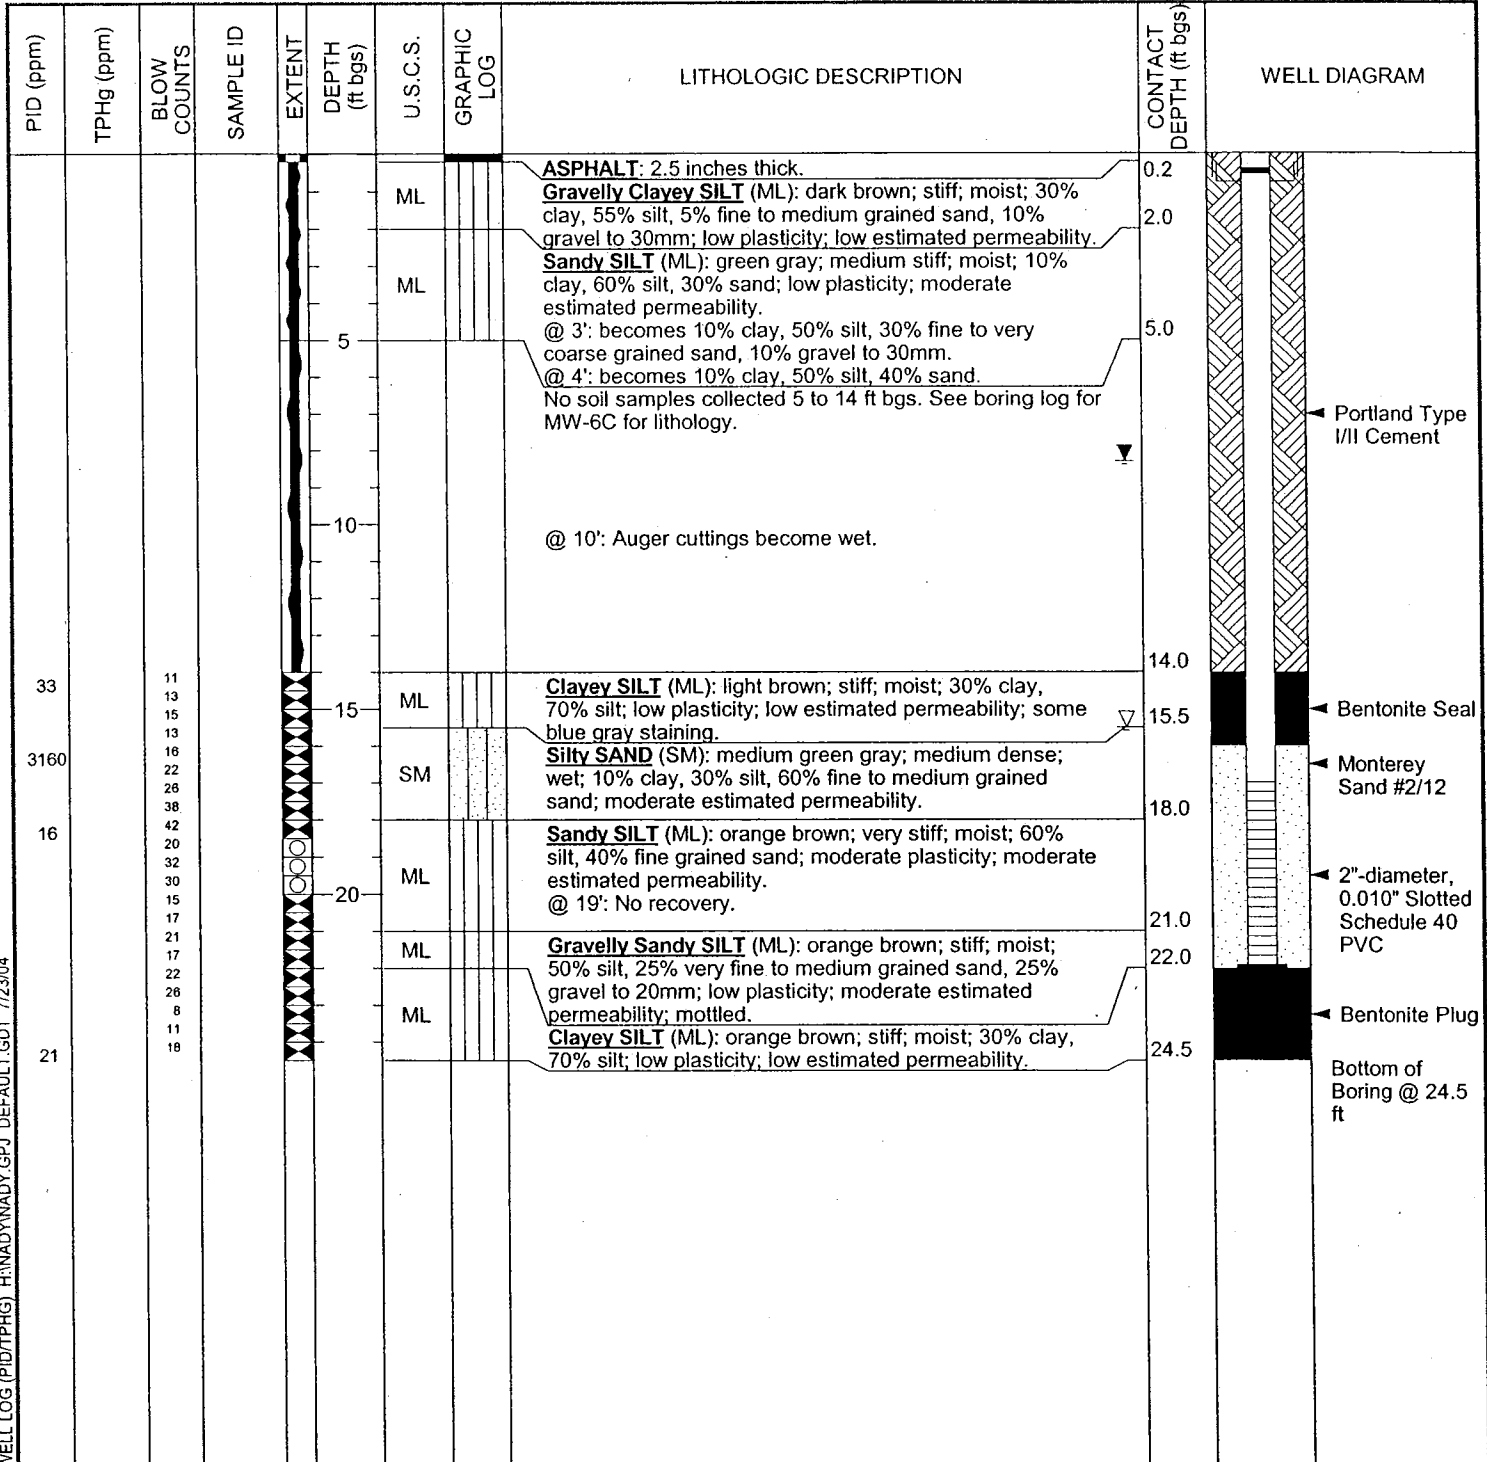 PID (ppm)
TPHg (ppm)
BLOW
COUNTS
SAMPLE ID
EXTENT
DEPTH
(ft bgs)
U.S.C.S.
GRAPHIC
LOG
LITHOLOGIC DESCRIPTION
CONTACT
DEPTH (ft bgs)
WELL DIAGRAM
ASPHALT: 2.5 inches thick.
0.2
ML
Gravelly Clayey SILT (ML): dark brown; stiff; moist; 30%
clay, 55% silt, 5% fine to medium grained sand, 10%
gravel to 30mm; low plasticity; low estimated permeability.
2.0
ML
Sandy SILT (ML): green gray; medium stiff; moist; 10%
clay, 60% silt, 30% sand; low plasticity; moderate
estimated permeability.
@ 3': becomes 10% clay, 50% silt, 30% fine to very
coarse grained sand, 10% gravel to 30mm.
@ 4': becomes 10% clay, 50% silt, 40% sand.
5.0
5
No soil samples collected 5 to 14 ft bgs. See boring log for
MW-6C for lithology.
Portland Type
I/II Cement
10
@ 10': Auger cuttings become wet.
14.0
33
11
13
15
13
16
22
26
38
42
20
32
30
15
17
21
17
22
26
8
11
18
3160
16
21
15
ML
Clayey SILT (ML): light brown; stiff; moist; 30% clay,
70% silt; low plasticity; low estimated permeability; some
blue gray staining.
15.5
Bentonite Seal
SM
Silty SAND (SM): medium green gray; medium dense;
wet; 10% clay, 30% silt, 60% fine to medium grained
sand; moderate estimated permeability.
18.0
Monterey
Sand #2/12
ML
Sandy SILT (ML): orange brown; very stiff; moist; 60%
silt, 40% fine grained sand; moderate plasticity; moderate
estimated permeability.
@ 19': No recovery.
20
21.0
2"-diameter,
0.010" Slotted
Schedule 40
PVC
ML
Gravelly Sandy SILT (ML): orange brown; stiff; moist;
50% silt, 25% very fine to medium grained sand, 25%
gravel to 20mm; low plasticity; moderate estimated
permeability; mottled.
22.0
ML
Clayey SILT (ML): orange brown; stiff; moist; 30% clay,
70% silt; low plasticity; low estimated permeability.
24.5
Bentonite Plug
Bottom of
Boring @ 24.5
ft
WELL LOG (PID/TPHG) H:\NADY\NADY.GPJ DEFAULT.GDT 7/23/04